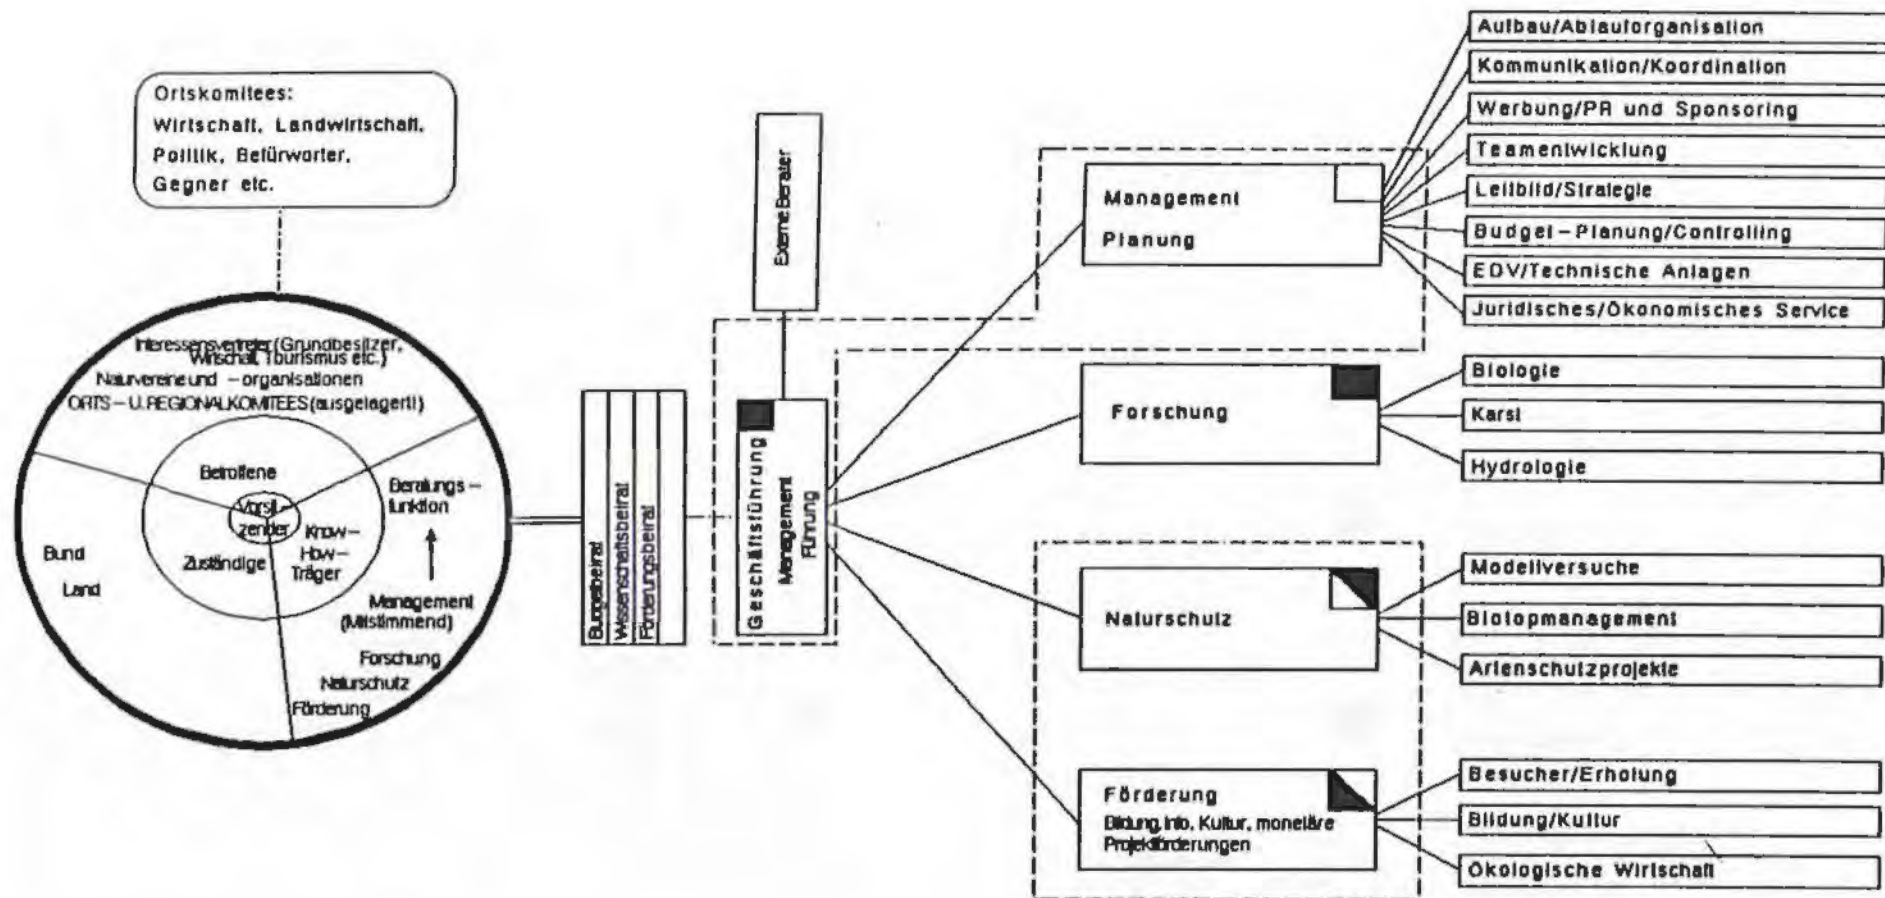 Ortskomitees:
Wirtschaft, Landwirtschaft,
Politik, Befürworter,
Gegner etc.
Interessensvertreter (Grundbesitzer,
Wirtschaft, Tourismus etc.)
Naturvereine und -organisationen
ORTS- U. REGIONALKOMITEES (ausgelagert!)
Betroffene
Vorsit-
zender
Zuständige
Know-
How-
Träger
Bund
Land
Beratungs-
funktion
Management
(Mitstimmend)
Forschung
Naturschutz
Förderung
Budgetbeirat
Wissenschaftsbeirat
Förderungsbeirat
Externe Berater
Geschäftsführung
Management
Führung
Management
Planung
Aufbau/Ablauforganisation
Kommunikation/Koordination
Werbung/PR und Sponsoring
Teamentwicklung
Leitbild/Strategie
Budget-Planung/Controlling
EDV/Technische Anlagen
Juridisches/Ökonomisches Service
Forschung
Biologie
Karst
Hydrologie
Naturschutz
Modellversuche
Biotopmanagement
Artenschutzprojekte
Förderung
Bildung, Info, Kultur, monetäre
Projektförderungen
Besucher/Erholung
Bildung/Kultur
Ökologische Wirtschaft